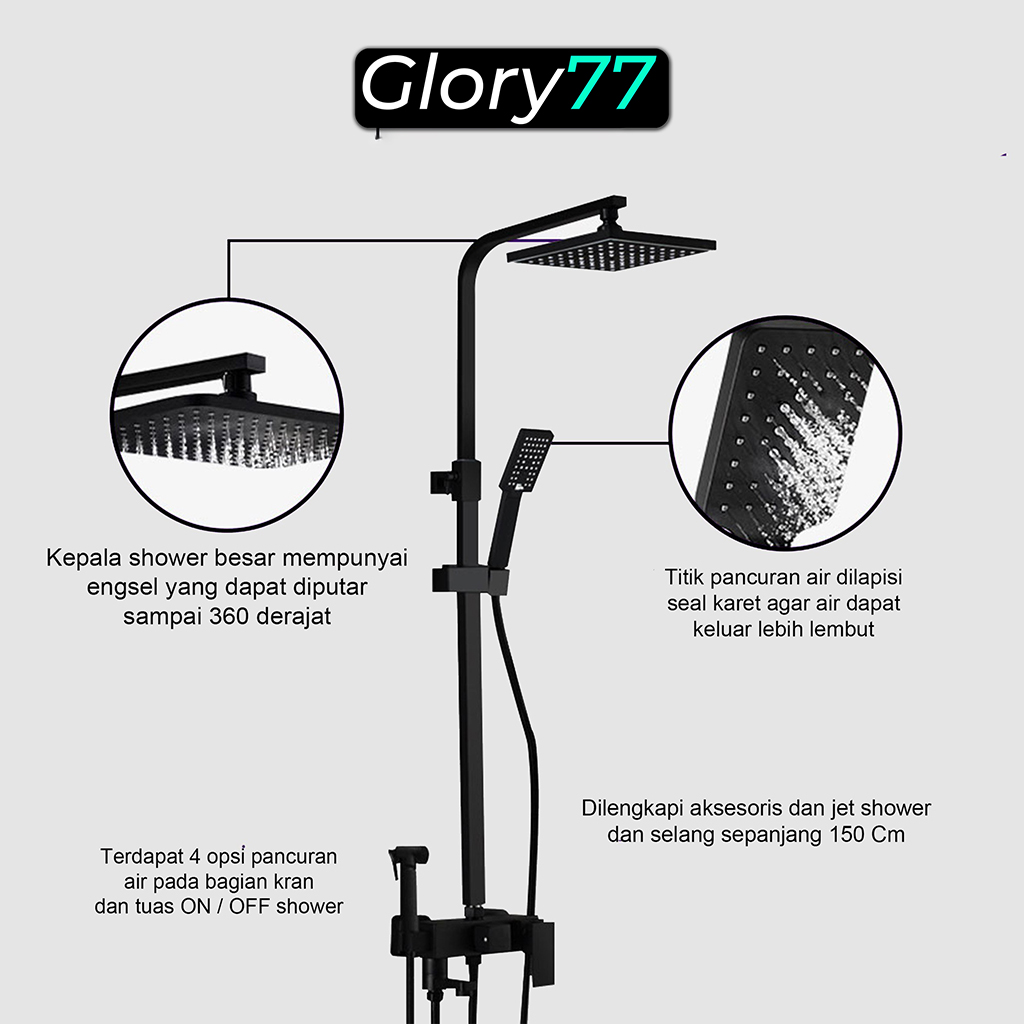 Glory77
Kepala shower besar mempunyai
engsel yang dapat diputar
sampai 360 derajat
Titik pancuran air dilapisi
seal karet agar air dapat
keluar lebih lembut
Dilengkapi aksesoris dan jet shower
dan selang sepanjang 150 Cm
Terdapat 4 opsi pancuran
air pada bagian kran
dan tuas ON / OFF shower